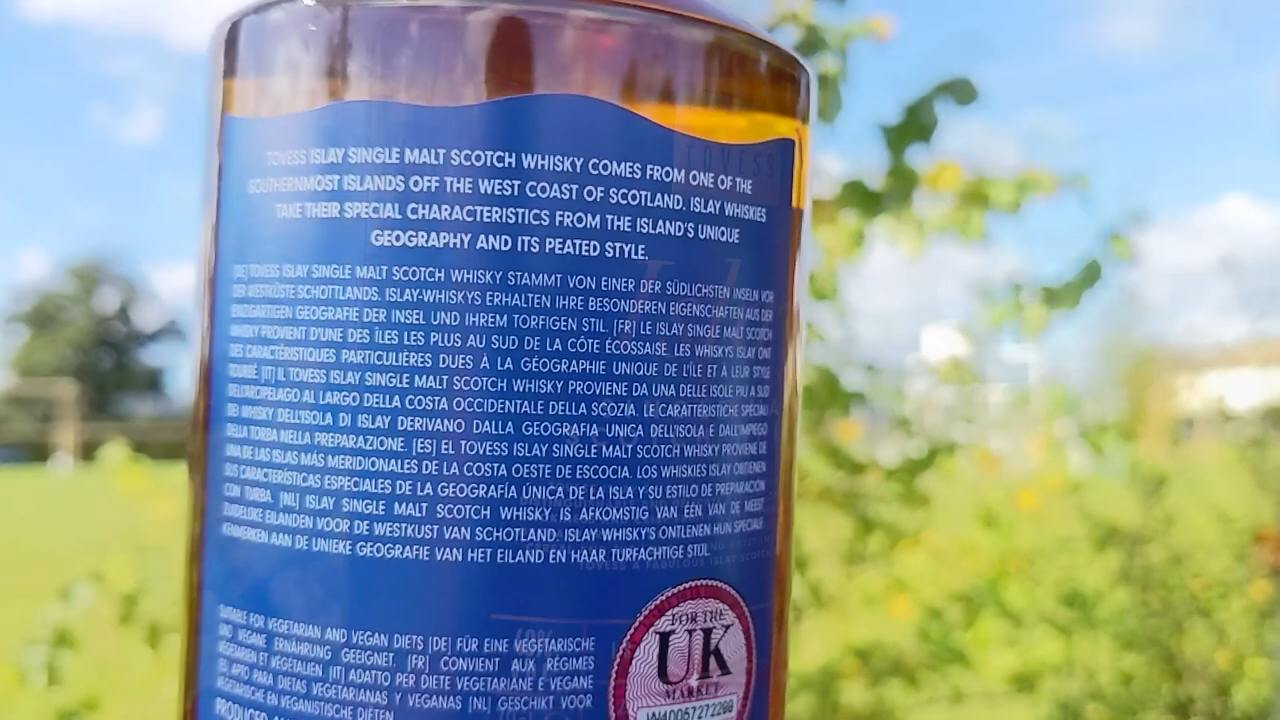 TOVESS ISLAY SINGLE MALT SCOTCH WHISKY COMES FROM ONE OF THE
SOUTHERNMOST ISLANDS OFF THE WEST COAST OF SCOTLAND. ISLAY WHISKIES
TAKE THEIR SPECIAL CHARACTERISTICS FROM THE ISLAND'S UNIQUE
GEOGRAPHY AND ITS PEATED STYLE.
[DE] TOVESS ISLAY SINGLE MALT SCOTCH WHISKY STAMMT VON EINER DER SÜDLICHSTEN INSELN VOR
DER WESTKÜSTE SCHOTTLANDS. ISLAY-WHISKYS ERHALTEN IHRE BESONDEREN EIGENSCHAFTEN AUS DER
EINZIGARTIGEN GEOGRAFIE DER INSEL UND IHREM TORFIGEN STIL. [FR] LE ISLAY SINGLE MALT SCOTCH
WHISKY PROVIENT D'UNE DES ÎLES LES PLUS AU SUD DE LA CÔTE ÉCOSSAISE. LES WHISKYS ISLAY ONT
DES CARACTÉRISTIQUES PARTICULIÈRES DUES À LA GÉOGRAPHIE UNIQUE DE L'ÎLE ET À LEUR STYLE
TOURBÉ. [IT] IL TOVESS ISLAY SINGLE MALT SCOTCH WHISKY PROVIENE DA UNA DELLE ISOLE PIÙ A SUD
DELL'ARCIPELAGO AL LARGO DELLA COSTA OCCIDENTALE DELLA SCOZIA. LE CARATTERISTICHE SPECIALI
DEI WHISKY DELL'ISOLA DI ISLAY DERIVANO DALLA GEOGRAFIA UNICA DELL'ISOLA E DALL'IMPIEGO
DELLA TORBA NELLA PREPARAZIONE. [ES] EL TOVESS ISLAY SINGLE MALT SCOTCH WHISKY PROVIENE DE
UNA DE LAS ISLAS MÁS MERIDIONALES DE LA COSTA OESTE DE ESCOCIA. LOS WHISKIES ISLAY OBTIENEN
SUS CARACTERÍSTICAS ESPECIALES DE LA GEOGRAFÍA ÚNICA DE LA ISLA Y SU ESTILO DE PREPARACIÓN
CON TURBA. [NL] ISLAY SINGLE MALT SCOTCH WHISKY IS AFKOMSTIG VAN ÉÉN VAN DE MEEST
ZUIDELIJKE EILANDEN VOOR DE WESTKUST VAN SCHOTLAND. ISLAY WHISKY'S ONTLENEN HUN SPECIALE
KENMERKEN AAN DE UNIEKE GEOGRAFIE VAN HET EILAND EN HAAR TURFACHTIGE STIJL.
SUITABLE FOR VEGETARIAN AND VEGAN DIETS [DE] FÜR EINE VEGETARISCHE
UND VEGANE ERNÄHRUNG GEEIGNET. [FR] CONVIENT AUX RÉGIMES
VÉGÉTARIEN ET VÉGÉTALIEN. [IT] ADATTO PER DIETE VEGETARIANE E VEGANE
[ES] APTO PARA DIETAS VEGETARIANAS Y VEGANAS [NL] GESCHIKT VOOR
VEGETARISCHE EN VEGANISTISCHE DIËTEN.
PRODUCED
FOR THE
UK
MARKET